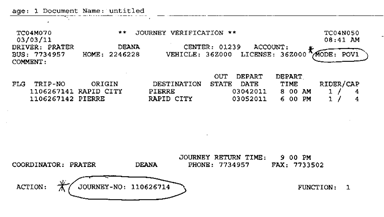 age: 1 Document Name: untitled
TC04M070 ** JOURNEY VERIFICATION ** TC04N050
03/03/11 08:41 AM
DRIVER: PRATER DEANA CENTER: 01239 ACCOUNT:
BUS: 7734957 HOME: 2246228 VEHICLE: 36Z000 LICENSE: 36Z000 * MODE: POV1
COMMENT:
OUT DEPART DEPART
FLG TRIP-NO ORIGIN DESTINATION STATE DATE TIME RIDER/CAP
1106267141 RAPID CITY PIERRE 03042011 8 00 AM 1 / 4
1106267142 PIERRE RAPID CITY 03052011 6 00 PM 1 / 4
JOURNEY RETURN TIME: 9 00 PM
COORDINATOR: PRATER DEANA PHONE: 7734957 FAX: 7733502
ACTION: * JOURNEY-NO: 110626714 FUNCTION: 1